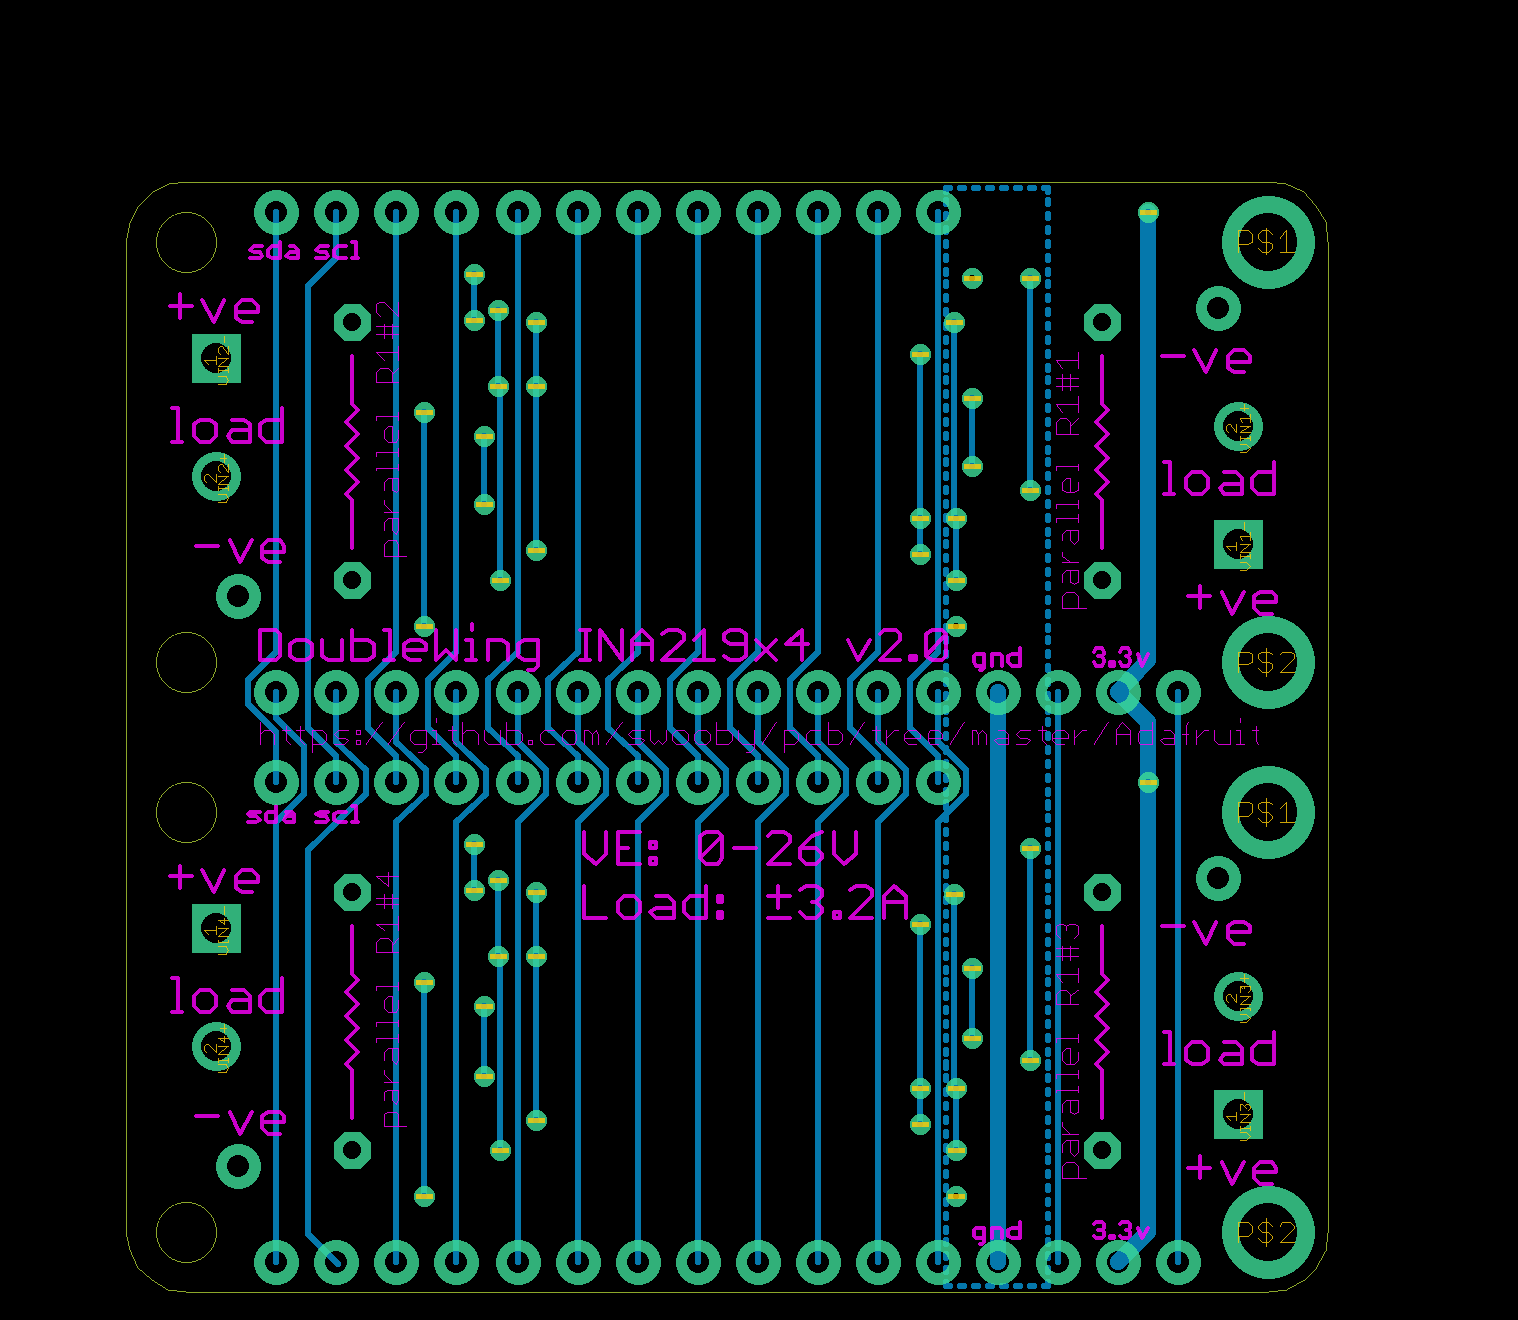 sda scl
P$1
+ve
1
VIN2-
parallel R1#2
-ve
load
2
VIN1+
parallel R1#1
load
2
VIN2+
1
VIN1-
-ve
+ve
DoubleWing INA219x4 v2.0
gnd
3.3v
P$2
https://github.com/swooby/pcb/tree/master/Adafruit
sda scl
P$1
VE: 0-26V
+ve
Load: ±3.2A
1
VIN4-
parallel R1#4
-ve
load
2
VIN3+
parallel R1#3
load
2
VIN4+
1
VIN3-
-ve
+ve
gnd
3.3v
P$2